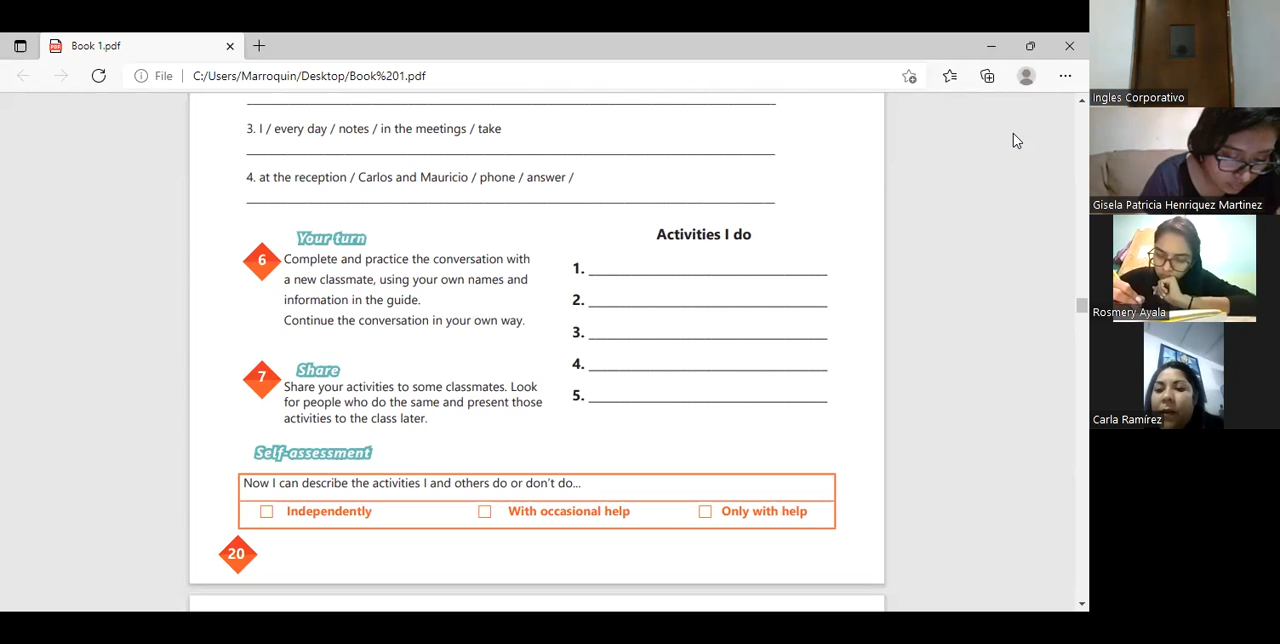 Book 1.pdf
File
C:/Users/Marroquin/Desktop/Book%201.pdf
3. I / every day / notes / in the meetings / take
4. at the reception / Carlos and Mauricio / phone / answer /
6
Your turn
Complete and practice the conversation with
a new classmate, using your own names and
information in the guide.
Continue the conversation in your own way.
7
Share
Share your activities to some classmates. Look
for people who do the same and present those
activities to the class later.
Activities I do
1.
2.
3.
4.
5.
Self-assessment
Now I can describe the activities I and others do or don't do...
Independently
With occasional help
Only with help
20
Ingles Corporativo
Gisela Patricia Henriquez Martinez
Rosmery Ayala
Carla Ramírez